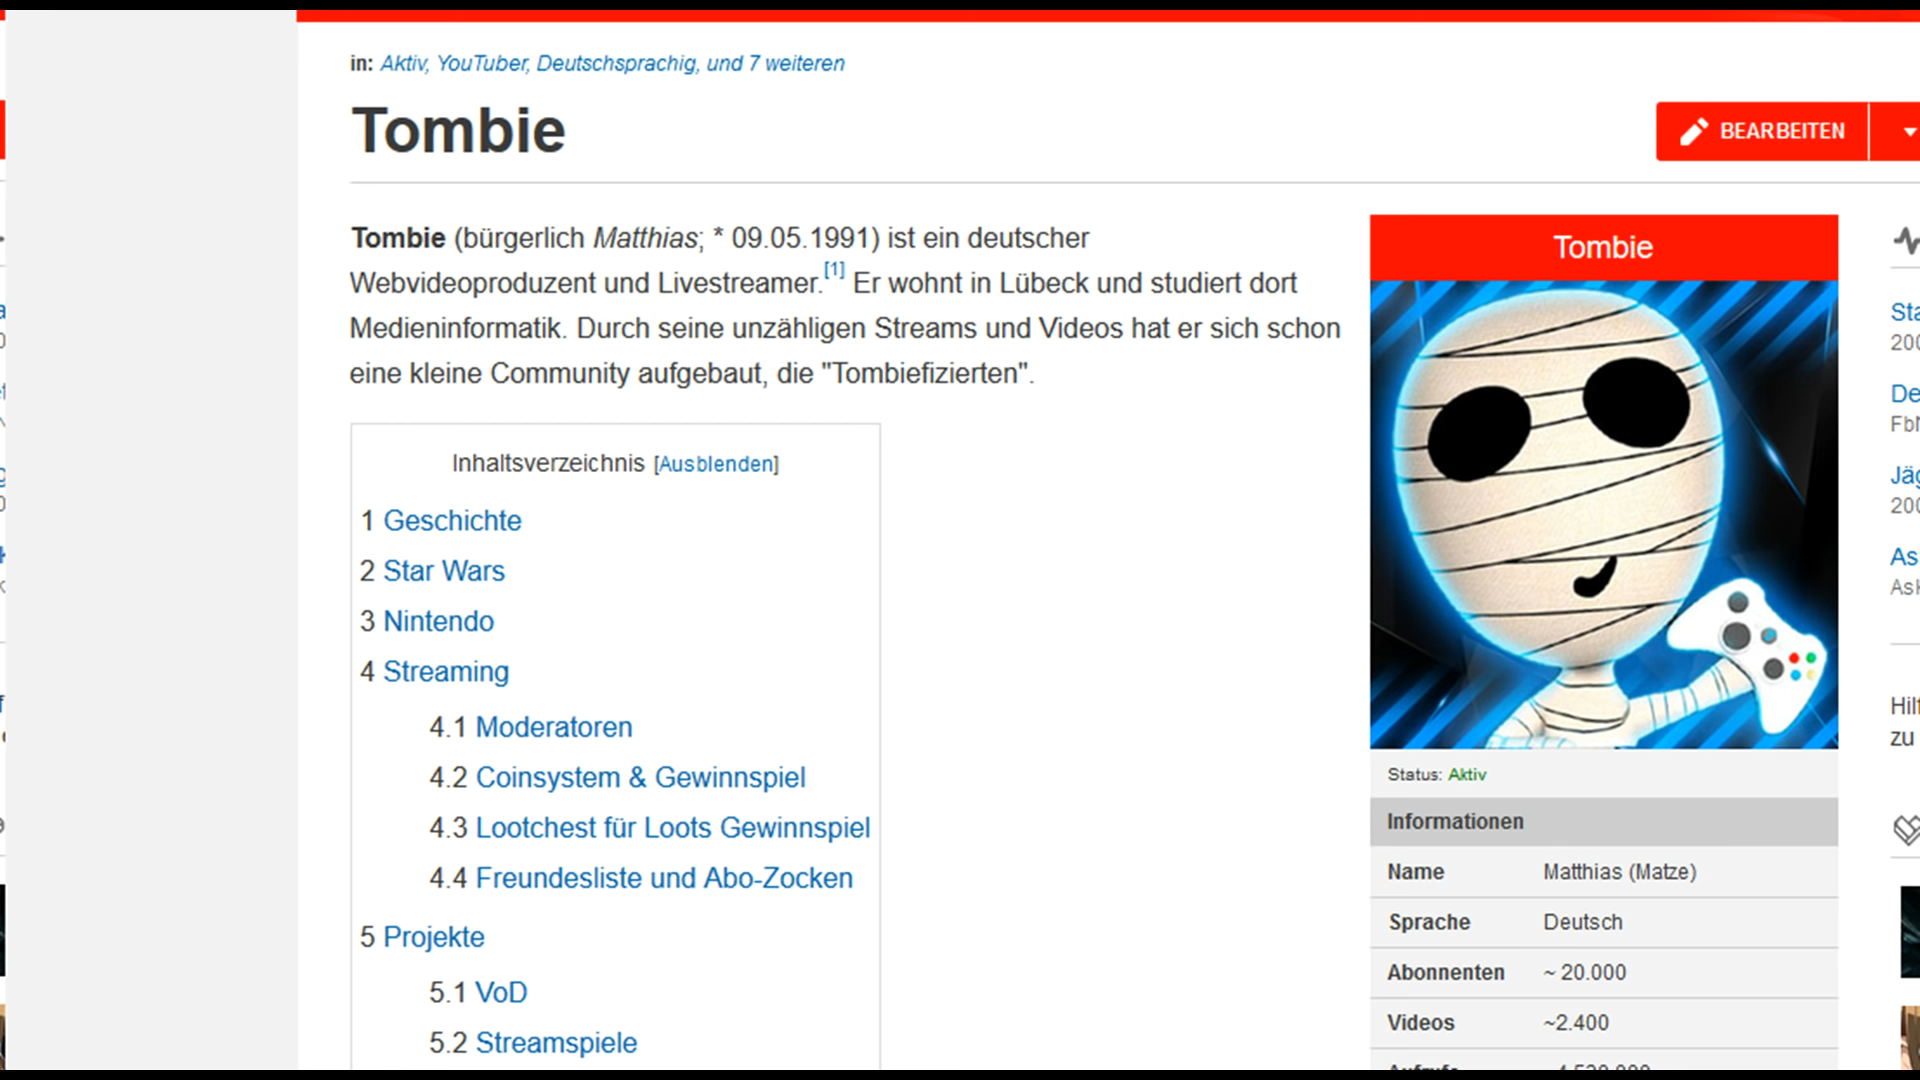 in: Aktiv, YouTuber, Deutschsprachig, und 7 weiteren
Tombie
BEARBEITEN
Tombie (bürgerlich Matthias; * 09.05.1991) ist ein deutscher
Webvideoproduzent und Livestreamer.[1] Er wohnt in Lübeck und studiert dort
Medieninformatik. Durch seine unzähligen Streams und Videos hat er sich schon
eine kleine Community aufgebaut, die "Tombiefizierten".
Inhaltsverzeichnis [Ausblenden]
1 Geschichte
2 Star Wars
3 Nintendo
4 Streaming
4.1 Moderatoren
4.2 Coinsystem & Gewinnspiel
4.3 Lootchest für Loots Gewinnspiel
4.4 Freundesliste und Abo-Zocken
5 Projekte
5.1 VoD
5.2 Streamspiele
Tombie
Status: Aktiv
Informationen
Name Matthias (Matze)
Sprache Deutsch
Abonnenten ~ 20.000
Videos ~2.400
zu